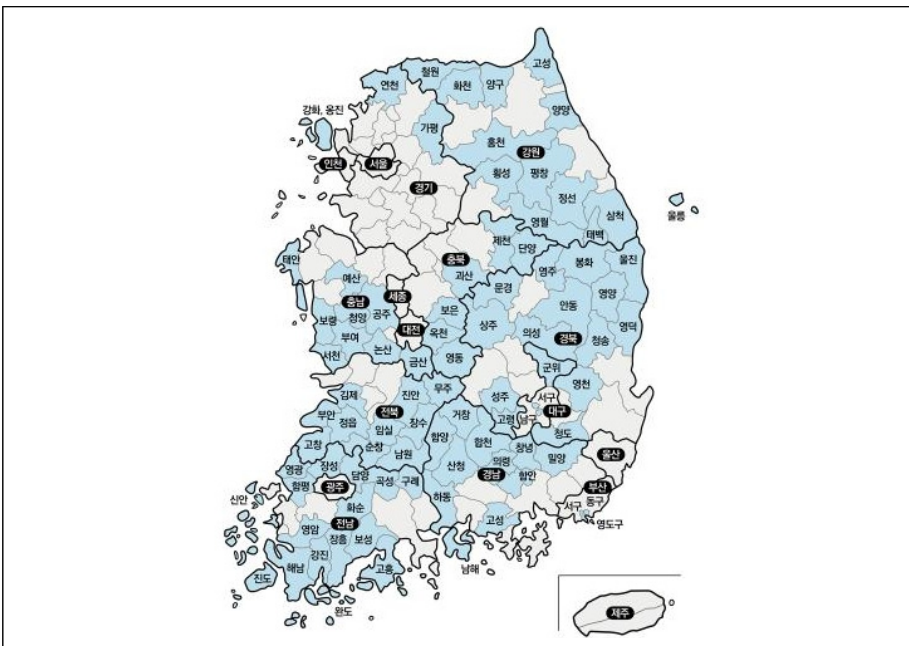 고성
철원
연천
화천
양구
양양
강화, 옹진
가평
홍천
강원
인천
서울
횡성
평창
경기
정선
울릉
영월
삼척
태백
제천
단양
태안
충북
봉화
울진
영주
예산
괴산
문경
영양
세종
충남
안동
공주
보은
보령
청양
대전
상주
의성
영덕
경북
청송
부여
옥천
논산
서천
금산
영동
군위
무주
영천
김제
진안
성주
서구
부안
전북
거창
대구
정읍
장수
고령
남구
임실
함양
청도
고창
순창
합천
창녕
남원
의령
밀양
울산
장성
산청
경남
함안
영광
담양
곡성
구례
함평
광주
부산
신안
하동
동구
화순
고성
서구
영암
전남
영도구
장흥
보성
강진
해남
고흥
남해
진도
완도
제주